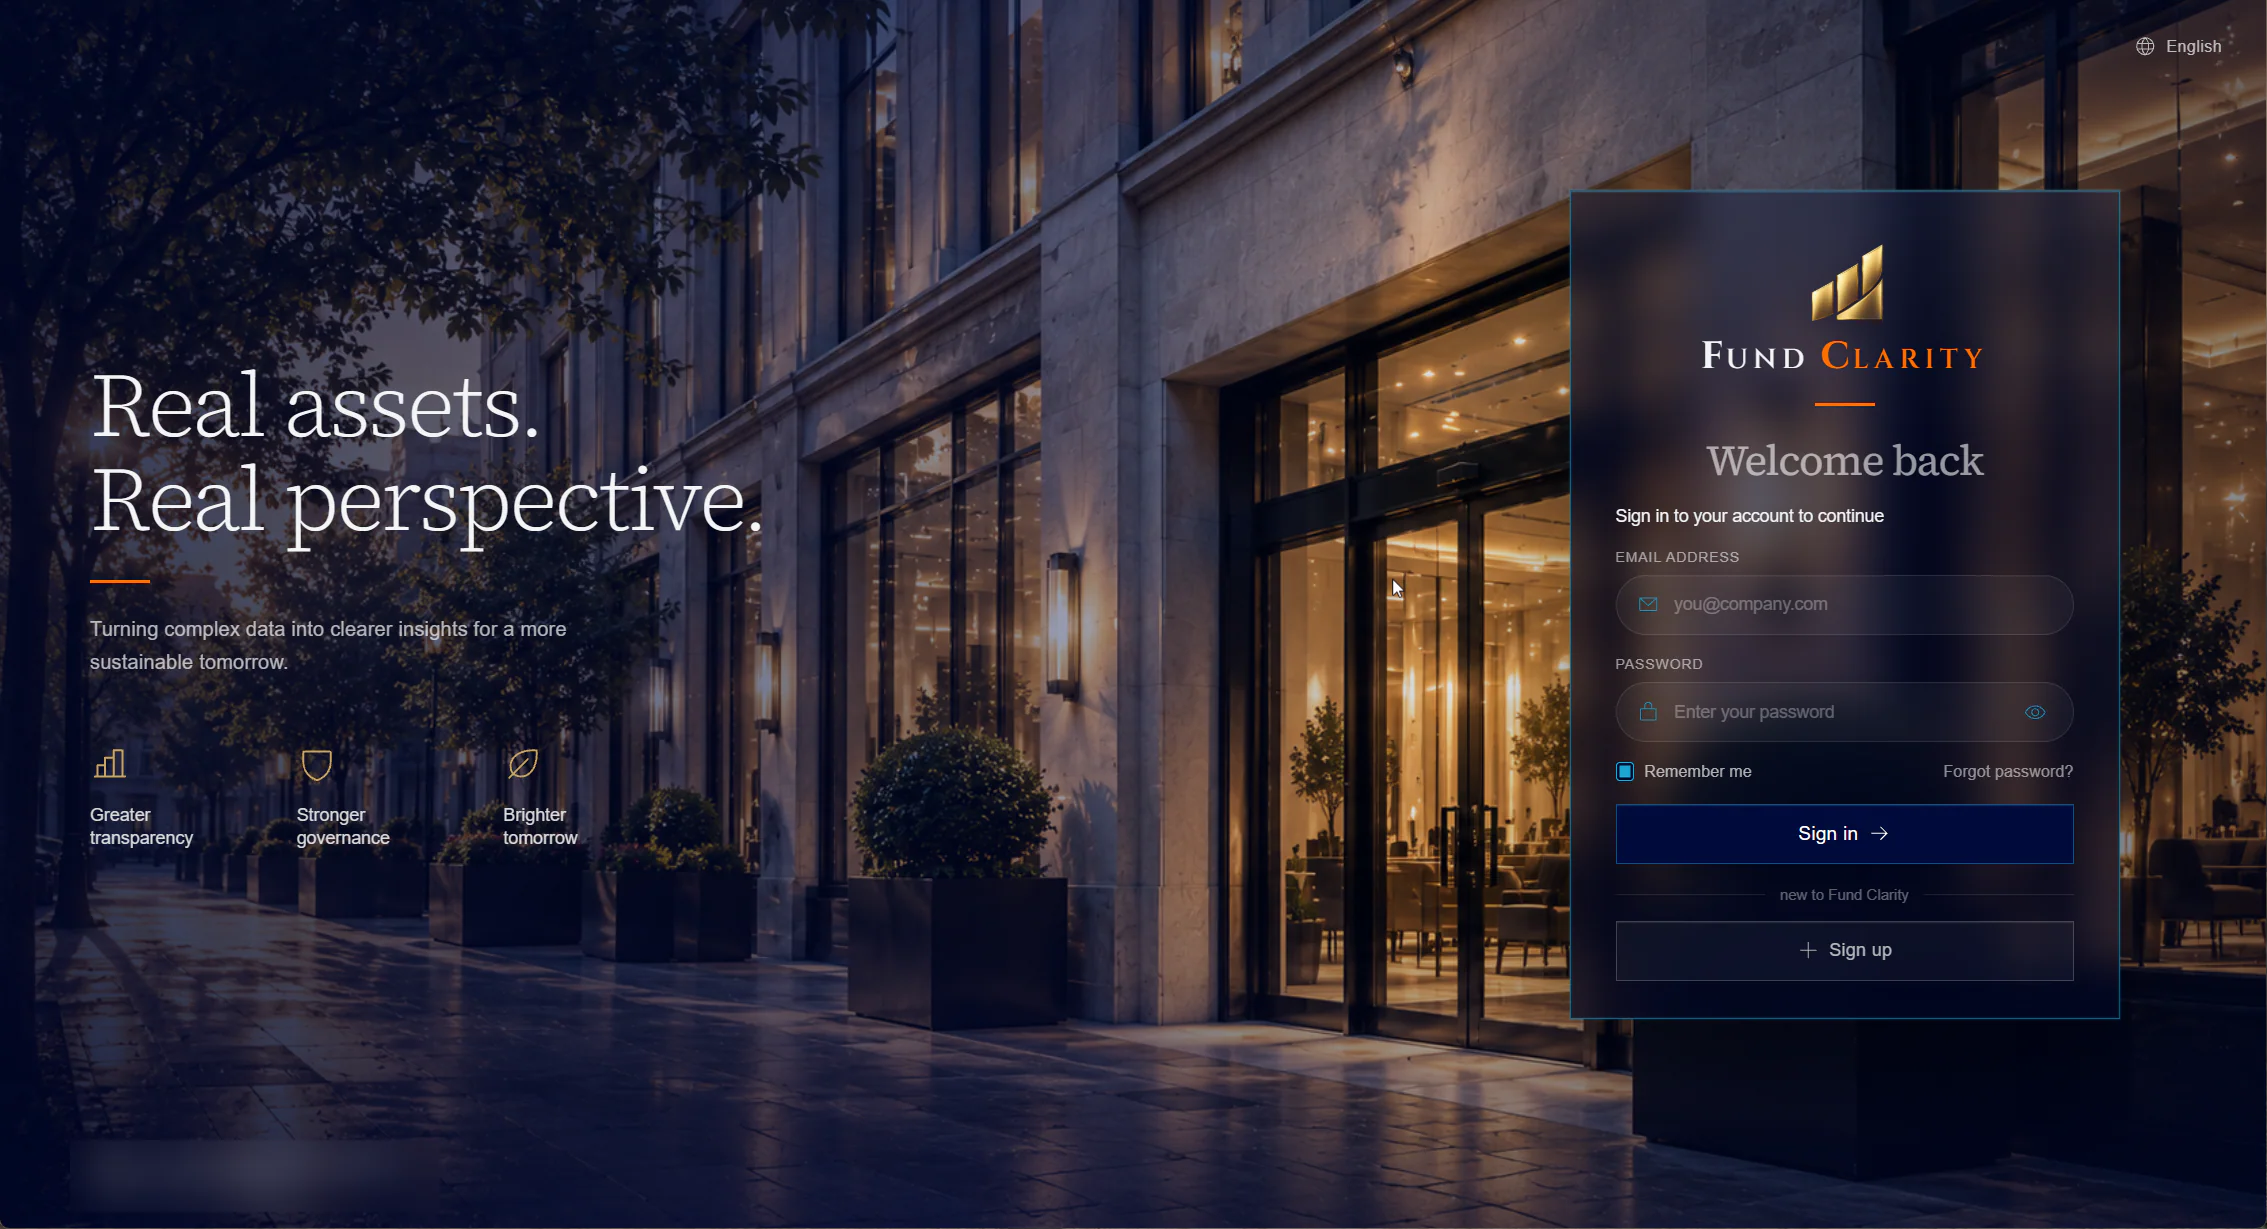 English
Real assets.
Real perspective.
Turning complex data into clearer insights for a more
sustainable tomorrow.
Greater
transparency
Stronger
governance
Brighter
tomorrow
FUND CLARITY
Welcome back
Sign in to your account to continue
EMAIL ADDRESS
you@company.com
PASSWORD
Enter your password
Remember me
Forgot password?
Sign in
new to Fund Clarity
Sign up